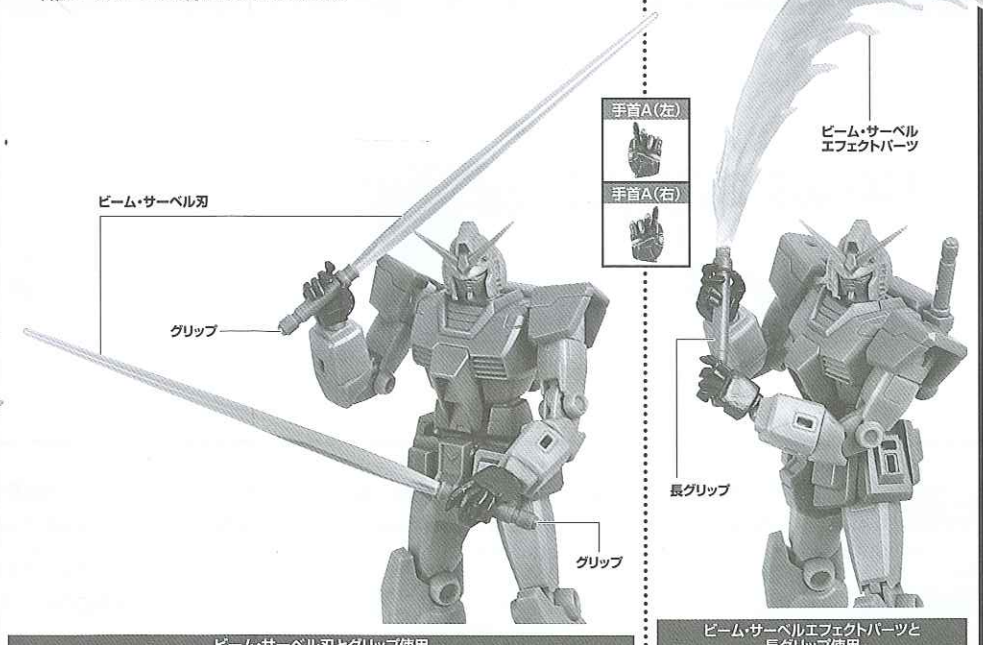 手首A(左)
手首A(右)
ビーム・サーベル
エフェクトパーツ
ビーム・サーベル刃
グリップ
長グリップ
グリップ
ビーム・サーベル刃とグリップ使用
ビーム・サーベルエフェクトパーツと
長グリップ使用